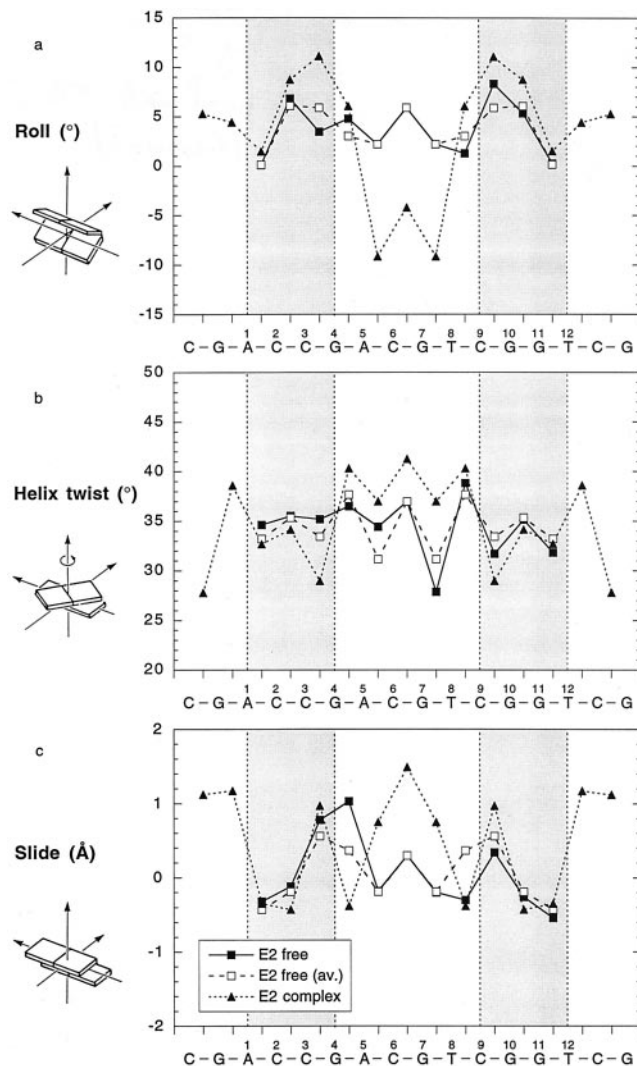 a
Roll (°)
15
10
5
0
-5
-10
-15
1 2 3 4 5 6 7 8 9 10 11 12
C-G-A-C-C-G-A-C-G-T-C-G-G-T-C-G
b
Helix twist (°)
50
45
40
35
30
25
20
1 2 3 4 5 6 7 8 9 10 11 12
C-G-A-C-C-G-A-C-G-T-C-G-G-T-C-G
c
Slide (Å)
2
1
0
-1
-2
E2 free
E2 free (av.)
E2 complex
1 2 3 4 5 6 7 8 9 10 11 12
C-G-A-C-C-G-A-C-G-T-C-G-G-T-C-G